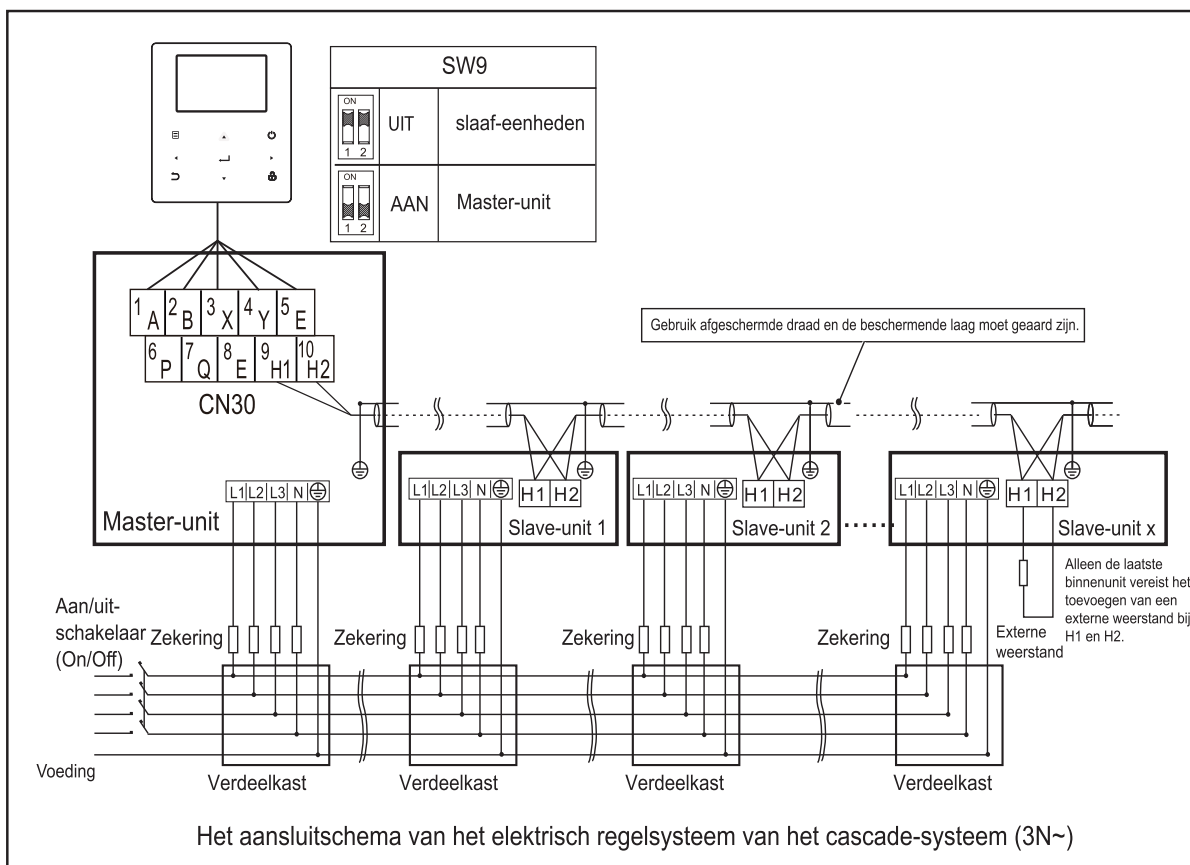 SW9
ON
1 2
UIT
slaaf-eenheden
ON
1 2
AAN
Master-unit
1 A 2 B 3 X 4 Y 5 E
6 P 7 Q 8 E 9 H1 10 H2
CN30
Gebruik afgeschermde draad en de beschermende laag moet geaard zijn.
L1 L2 L3 N
Master-unit
L1 L2 L3 N
H1 H2
Slave-unit 1
L1 L2 L3 N
H1 H2
Slave-unit 2
L1 L2 L3 N
H1 H2
Slave-unit x
Aan/uit-
schakelaar
(On/Off)
Zekering
Zekering
Zekering
Zekering
Externe
weerstand
Alleen de laatste
binnenunit vereist het
toevoegen van een
externe weerstand bij
H1 en H2.
Voeding
Verdeelkast
Verdeelkast
Verdeelkast
Verdeelkast
Het aansluitschema van het elektrisch regelsysteem van het cascade-systeem (3N~)